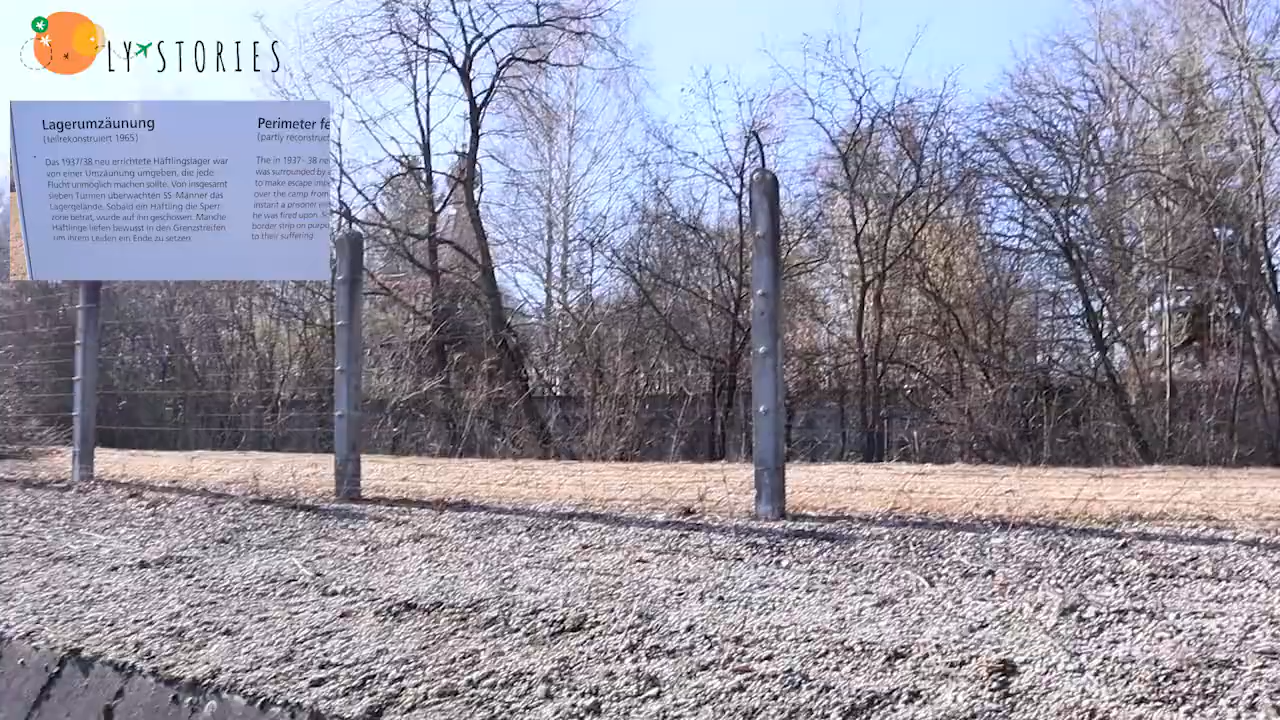 LY STORIES
Lagerumzäunung
(teilrekonstruiert 1965)
Das 1937/38 neu errichtete Häftlingslager war
von einer Umzäunung umgeben, die jede
Flucht unmöglich machen sollte. Von insgesamt
sieben Türmen überwachten SS-Männer das
Lagergelände. Sobald ein Häftling die Sperr-
zone betrat, wurde auf ihn geschossen. Manche
Häftlinge liefen bewusst in den Grenzstreifen
um ihrem Leiden ein Ende zu setzen.
Perimeter fe
(partly reconstruc
The in 1937- 38 ne
was surrounded by a
to make escape imp
over the camp from
instant a prisoner en
he was fired upon. S
border strip on purpo
to their suffering.